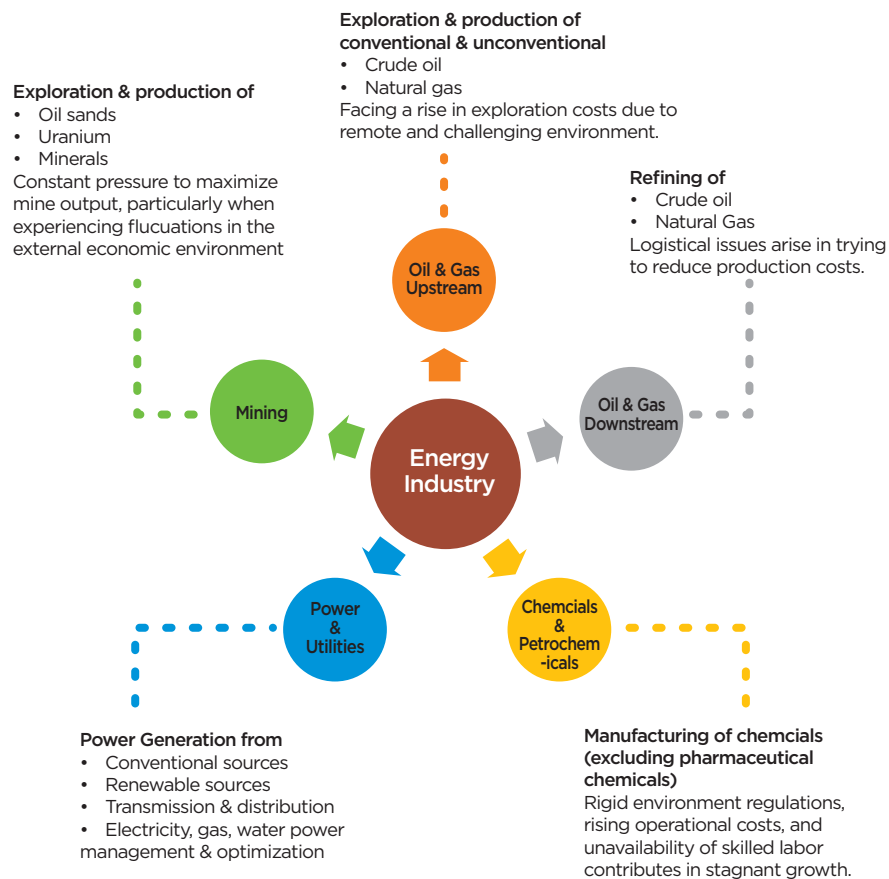 Exploration & production of
conventional & unconventional
• Crude oil
• Natural gas
Facing a rise in exploration costs due to
remote and challenging environment.
Exploration & production of
• Oil sands
• Uranium
• Minerals
Constant pressure to maximize
mine output, particularly when
experiencing flucuations in the
external economic environment
Refining of
• Crude oil
• Natural Gas
Logistical issues arise in trying
to reduce production costs.
Oil & Gas
Upstream
Mining
Oil & Gas
Downstream
Energy
Industry
Power
&
Utilities
Chemcials
&
Petrochem
-icals
Power Generation from
• Conventional sources
• Renewable sources
• Transmission & distribution
• Electricity, gas, water power
management & optimization
Manufacturing of chemcials
(excluding pharmaceutical
chemicals)
Rigid environment regulations,
rising operational costs, and
unavailability of skilled labor
contributes in stagnant growth.